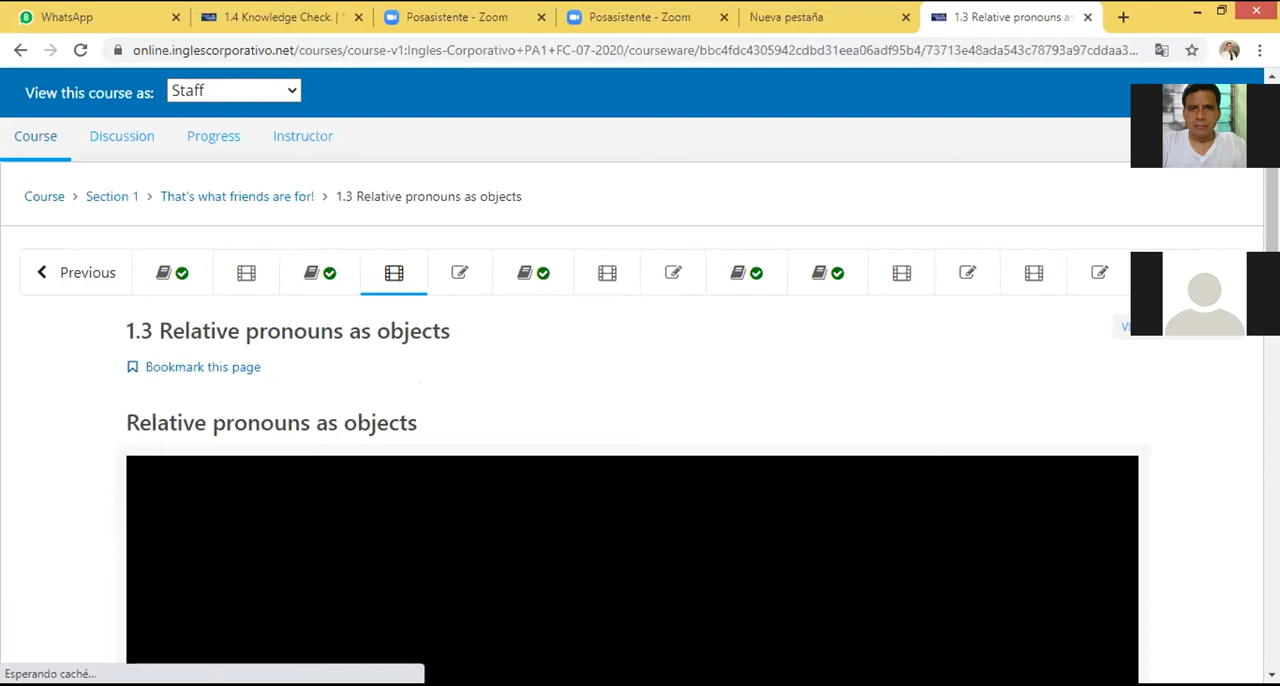 WhatsApp
1.4 Knowledge Check. |
Posasistente - Zoom
Posasistente - Zoom
Nueva pestaña
1.3 Relative pronouns as
online.inglescorporativo.net/courses/course-v1:Ingles-Corporativo+PA1+FC-07-2020/courseware/bbc4fdc4305942cdbd31eea06adf95b4/73713e48ada543c78793a97cddaa3...
View this course as: Staff
Course Discussion Progress Instructor
Course > Section 1 > That's what friends are for! > 1.3 Relative pronouns as objects
Previous
1.3 Relative pronouns as objects
Bookmark this page
Relative pronouns as objects
Esperando caché...